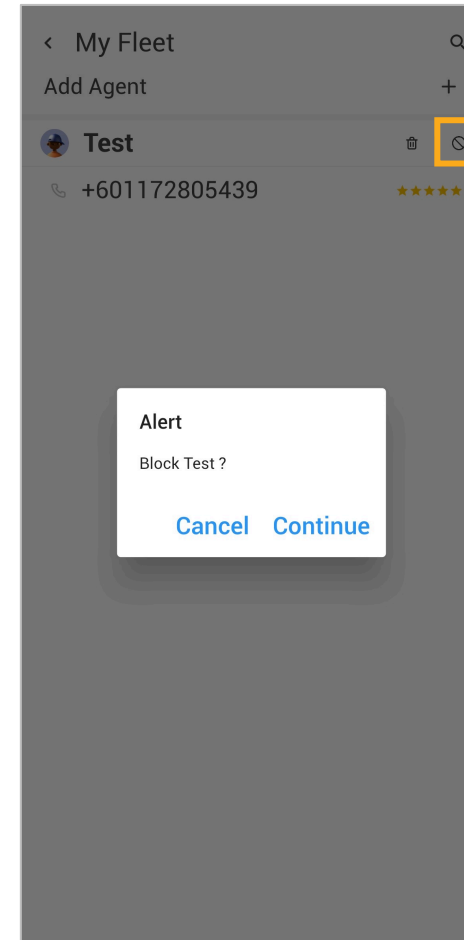 My Fleet
Add Agent
Test
+601172805439
Alert
Block Test ?
Cancel Continue